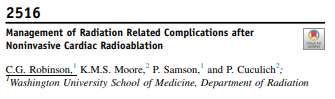 2516
Management of Radiation Related Complications after
Noninvasive Cardiac Radioablation
C.G. Robinson,1 K.M.S. Moore,2 P. Samson,1 and P. Cuculich2;
1Washington University School of Medicine, Department of Radiation